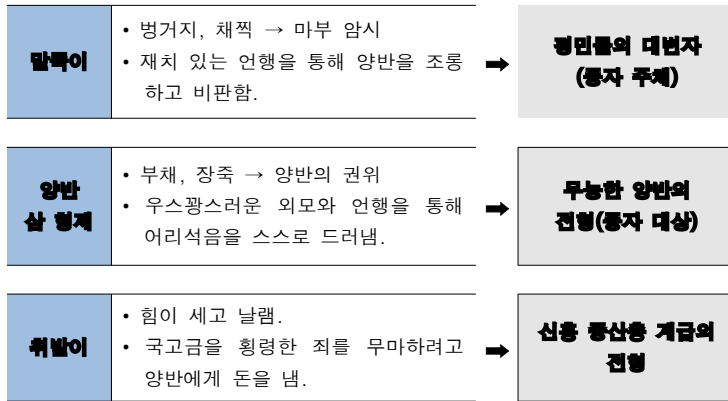 말뚝이
• 벙거지, 채찍 → 마부 암시
• 재치 있는 언행을 통해 양반을 조롱
하고 비판함.
➡
평민들의 대변자
(풍자 주체)
양반
삼 형제
• 부채, 장죽 → 양반의 권위
• 우스꽝스러운 외모와 언행을 통해
어리석음을 스스로 드러냄.
➡
무능한 양반의
전형(풍자 대상)
취발이
• 힘이 세고 날램.
• 국고금을 횡령한 죄를 무마하려고
양반에게 돈을 냄.
➡
신흥 중산층 계급의
전형